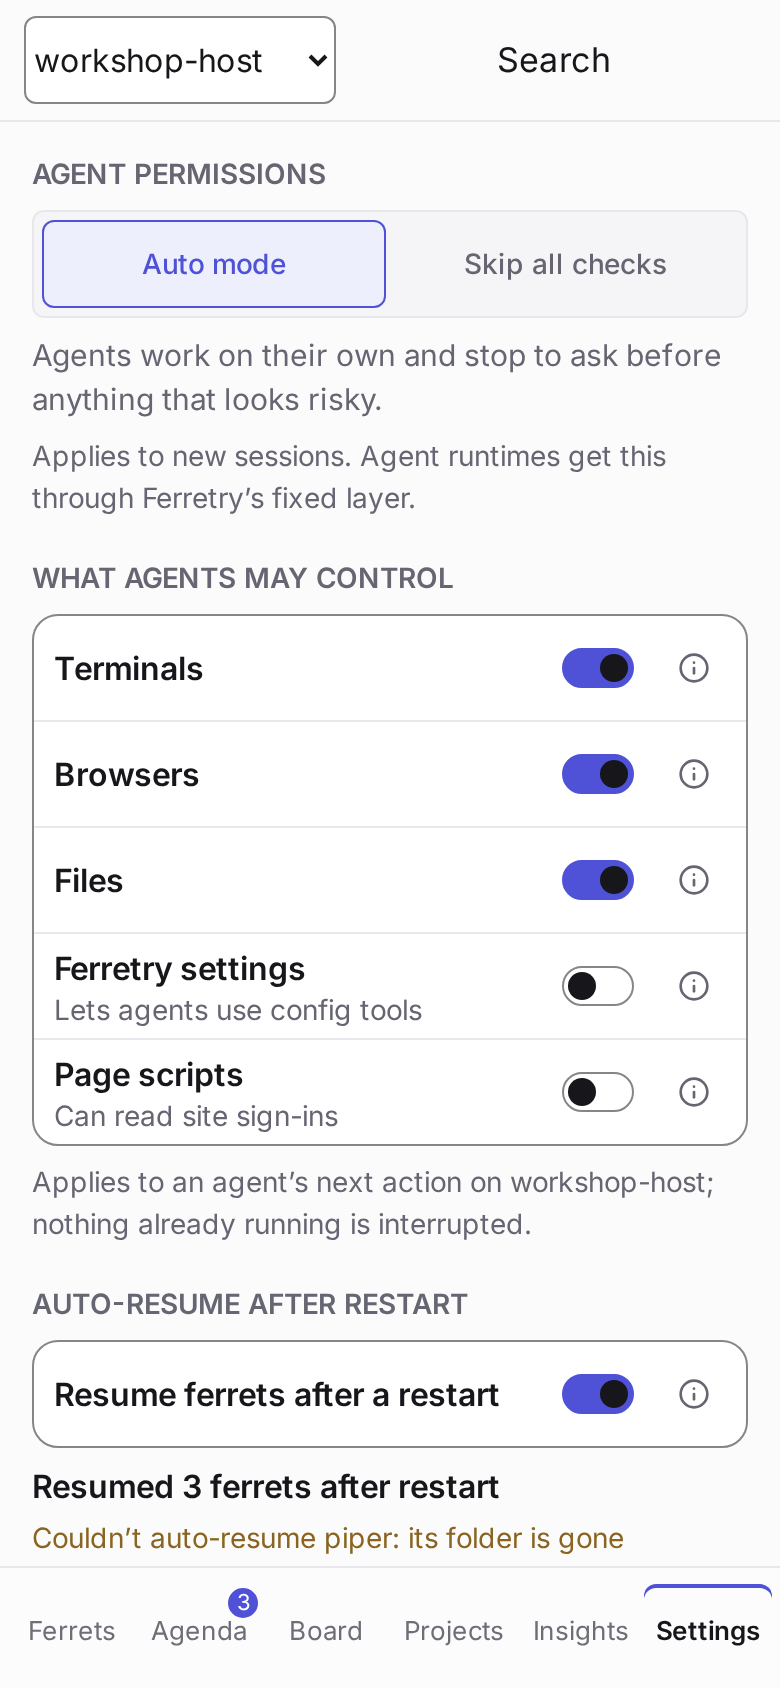 workshop-host
Search
AGENT PERMISSIONS
Auto mode
Skip all checks
Agents work on their own and stop to ask before
anything that looks risky.
Applies to new sessions. Agent runtimes get this
through Ferretry’s fixed layer.
WHAT AGENTS MAY CONTROL
Terminals
Browsers
Files
Ferretry settings
Lets agents use config tools
Page scripts
Can read site sign-ins
Applies to an agent’s next action on workshop-host;
nothing already running is interrupted.
AUTO-RESUME AFTER RESTART
Resume ferrets after a restart
Resumed 3 ferrets after restart
Couldn’t auto-resume piper: its folder is gone
Ferrets
Agenda
3
Board
Projects
Insights
Settings